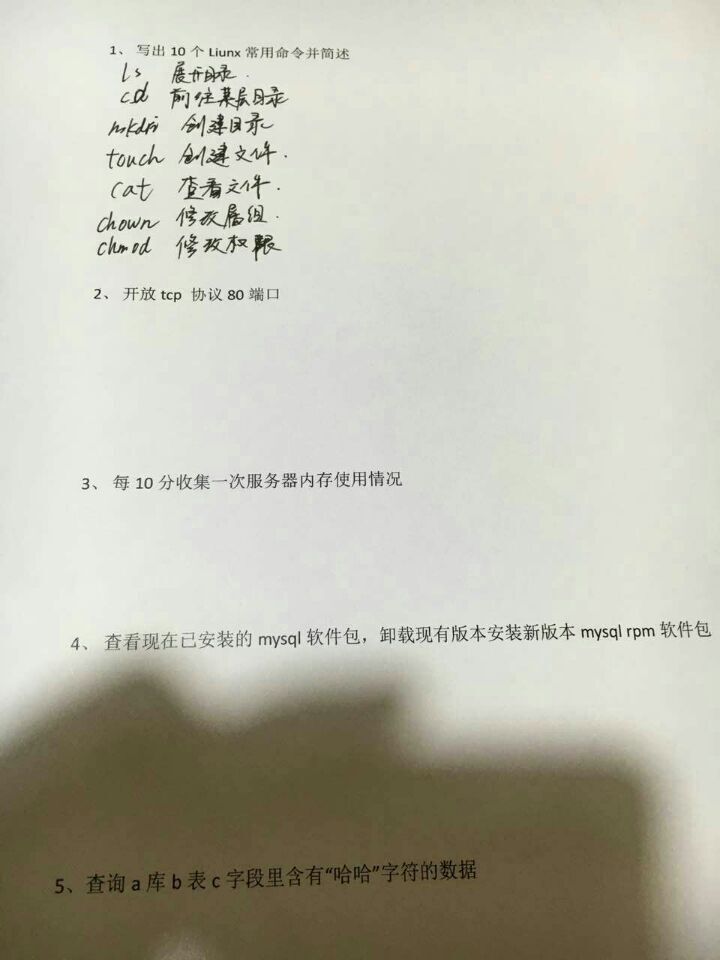 1、 写出 10 个 Liunx 常用命令并简述
ls 展开目录.
cd 前往某层目录
mkdir 创建目录
touch 创建文件.
cat 查看文件.
chown 修改属组.
chmod 修改权限
2、 开放 tcp 协议 80 端口
3、 每 10 分收集一次服务器内存使用情况
4、 查看现在已安装的 mysql 软件包，卸载现有版本安装新版本 mysql rpm 软件包
5、查询 a 库 b 表 c 字段里含有“哈哈”字符的数据